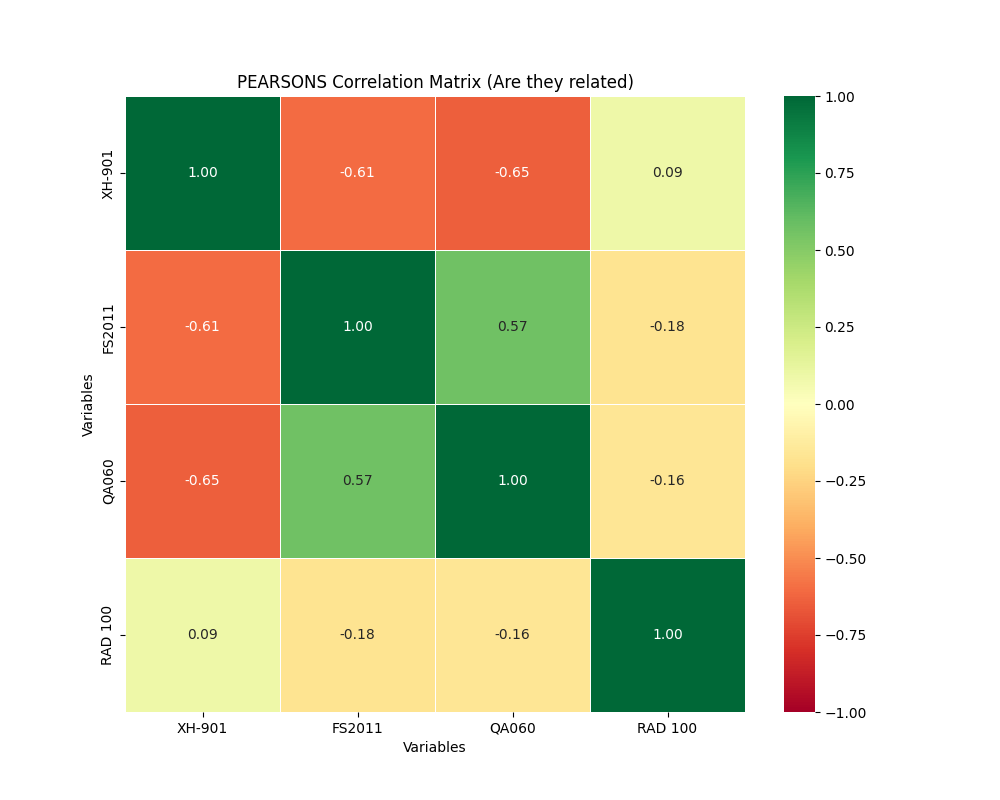 PEARSONS Correlation Matrix (Are they related)
XH-901
1.00
-0.61
-0.65
0.09
FS2011
-0.61
1.00
0.57
-0.18
QA060
-0.65
0.57
1.00
-0.16
RAD 100
0.09
-0.18
-0.16
1.00
Variables
XH-901
FS2011
QA060
RAD 100
Variables
1.00
0.75
0.50
0.25
0.00
−0.25
−0.50
−0.75
−1.00